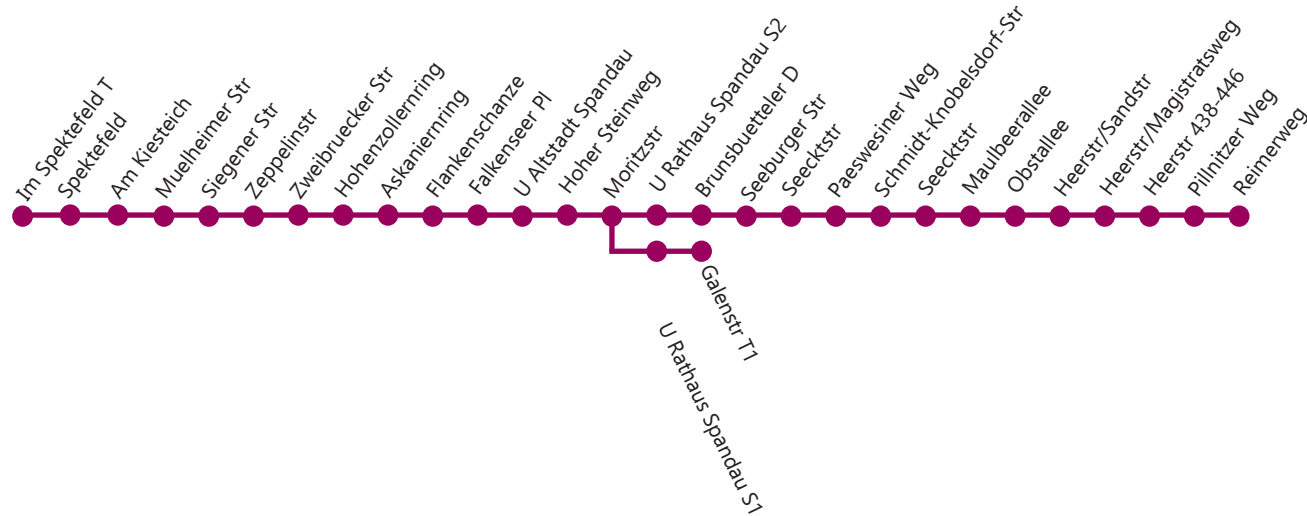 Im Spektefeld T
Spektefeld
Am Kiesteich
Muelheimer Str
Siegener Str
Zeppelinstr
Zweibruecker Str
Hohenzollernring
Askanierring
Flankenschanze
Falkenseer Pl
U Altstadt Spandau
Hoher Steinweg
Moritzstr
U Rathaus Spandau S2
Brunsbuetteler D
Seeburger Str
Seecktstr
Paewesiner Weg
Schmidt-Knobelsdorf-Str
Seecktstr
Maulbeerallee
Obstallee
Heerstr/Sandstr
Heerstr/Magistratsweg
Heerstr 438-446
Pillnitzer Weg
Reimerweg
U Rathaus Spandau S1
Galenstr T1